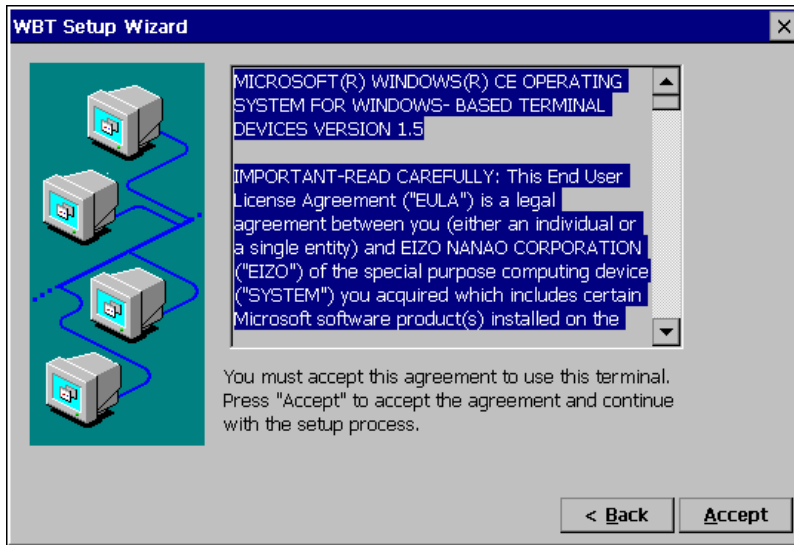 WBT Setup Wizard
MICROSOFT(R) WINDOWS(R) CE OPERATING
SYSTEM FOR WINDOWS- BASED TERMINAL
DEVICES VERSION 1.5
IMPORTANT-READ CAREFULLY: This End User
License Agreement ("EULA") is a legal
agreement between you (either an individual or
a single entity) and EIZO NANAO CORPORATION
("EIZO") of the special purpose computing device
("SYSTEM") you acquired which includes certain
Microsoft software product(s) installed on the
You must accept this agreement to use this terminal.
Press "Accept" to accept the agreement and continue
with the setup process.
< Back Accept